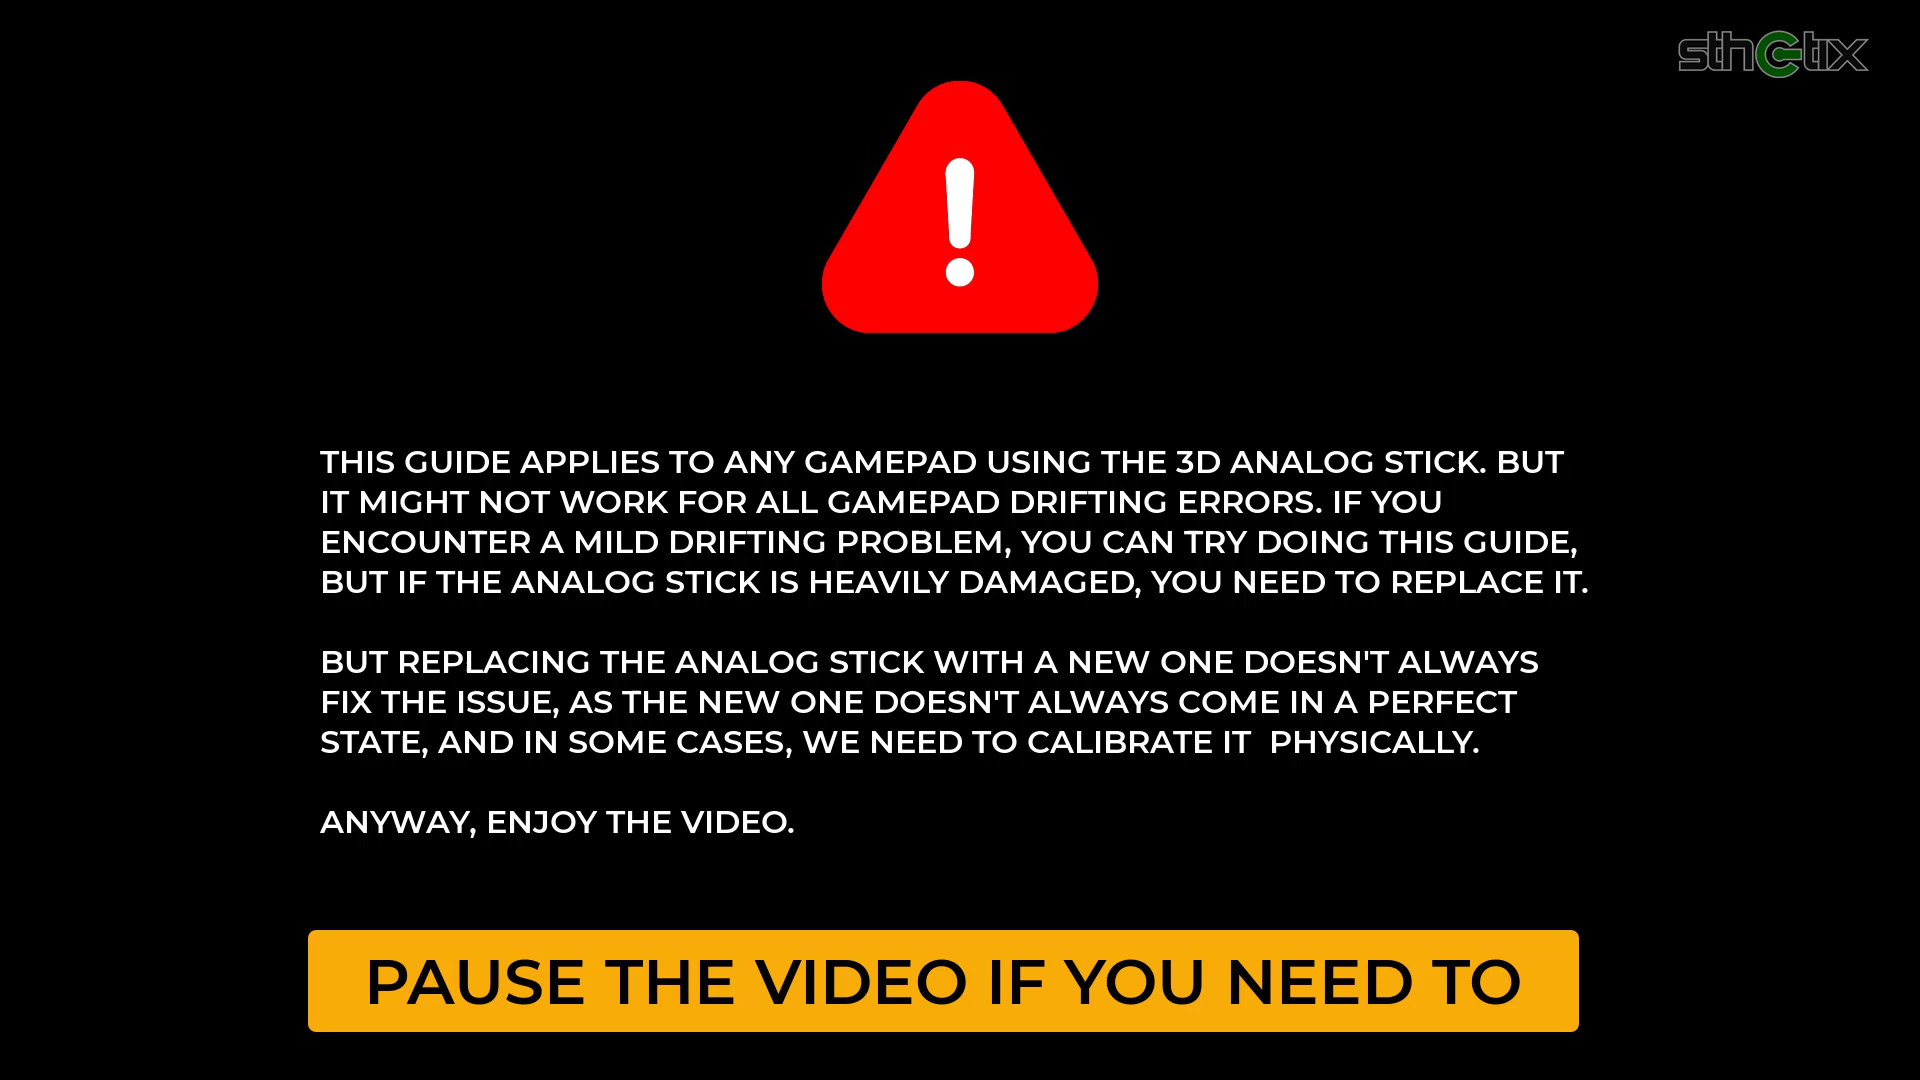 sthetix
THIS GUIDE APPLIES TO ANY GAMEPAD USING THE 3D ANALOG STICK. BUT
IT MIGHT NOT WORK FOR ALL GAMEPAD DRIFTING ERRORS. IF YOU
ENCOUNTER A MILD DRIFTING PROBLEM, YOU CAN TRY DOING THIS GUIDE,
BUT IF THE ANALOG STICK IS HEAVILY DAMAGED, YOU NEED TO REPLACE IT.
BUT REPLACING THE ANALOG STICK WITH A NEW ONE DOESN'T ALWAYS
FIX THE ISSUE, AS THE NEW ONE DOESN'T ALWAYS COME IN A PERFECT
STATE, AND IN SOME CASES, WE NEED TO CALIBRATE IT  PHYSICALLY.
ANYWAY, ENJOY THE VIDEO.
PAUSE THE VIDEO IF YOU NEED TO